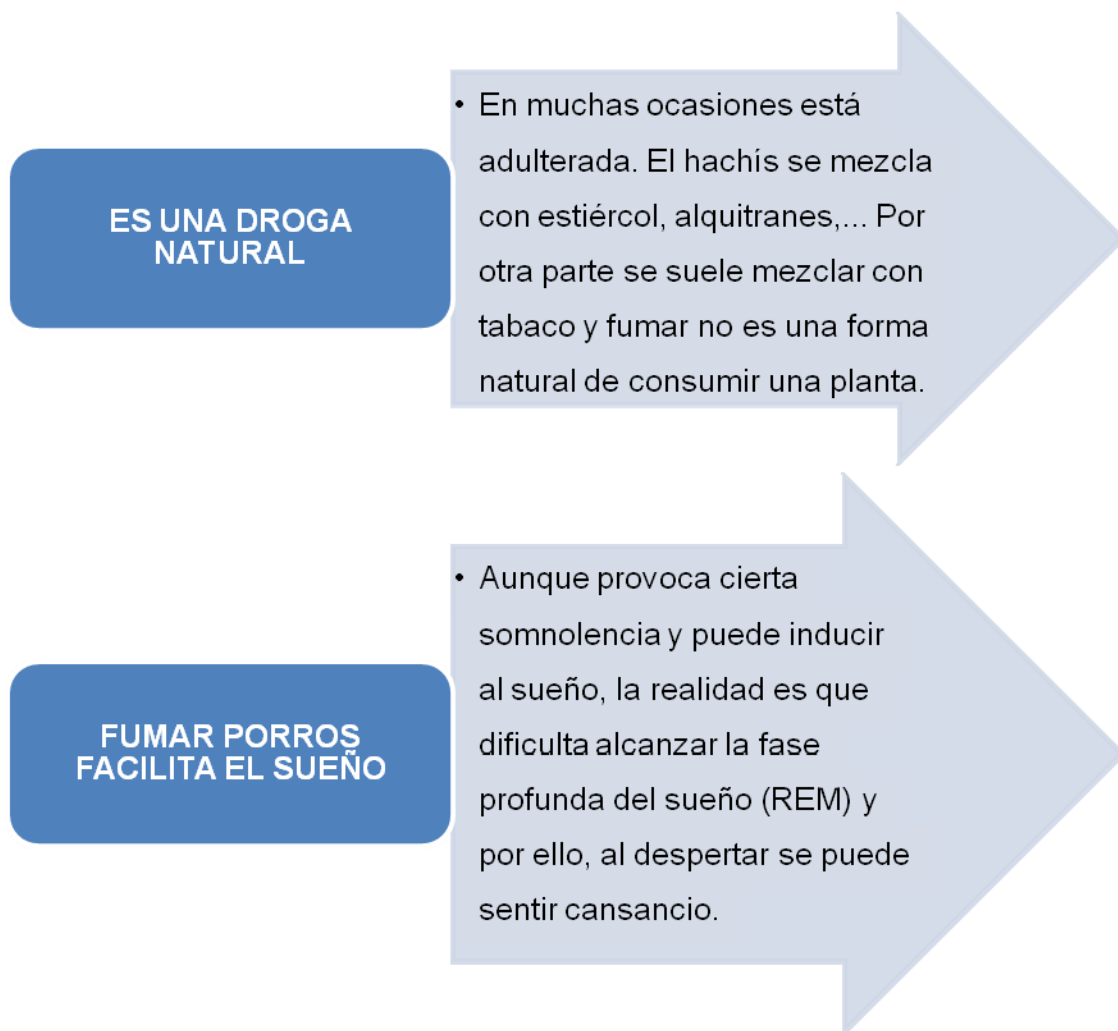 ES UNA DROGA
NATURAL
• En muchas ocasiones está
adulterada. El hachís se mezcla
con estiércol, alquitranes,... Por
otra parte se suele mezclar con
tabaco y fumar no es una forma
natural de consumir una planta.
FUMAR PORROS
FACILITA EL SUEÑO
• Aunque provoca cierta
somnolencia y puede inducir
al sueño, la realidad es que
dificulta alcanzar la fase
profunda del sueño (REM) y
por ello, al despertar se puede
sentir cansancio.